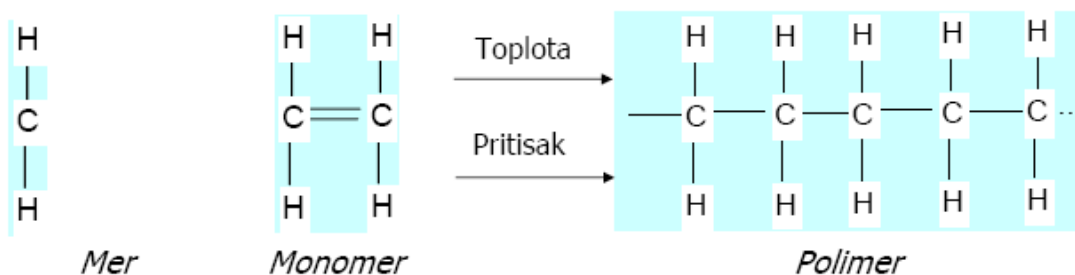 H H H H H H H H
Toplota
C C C C C C C C ..
Pritisak
H H H H H H H H
Mer Monomer Polimer